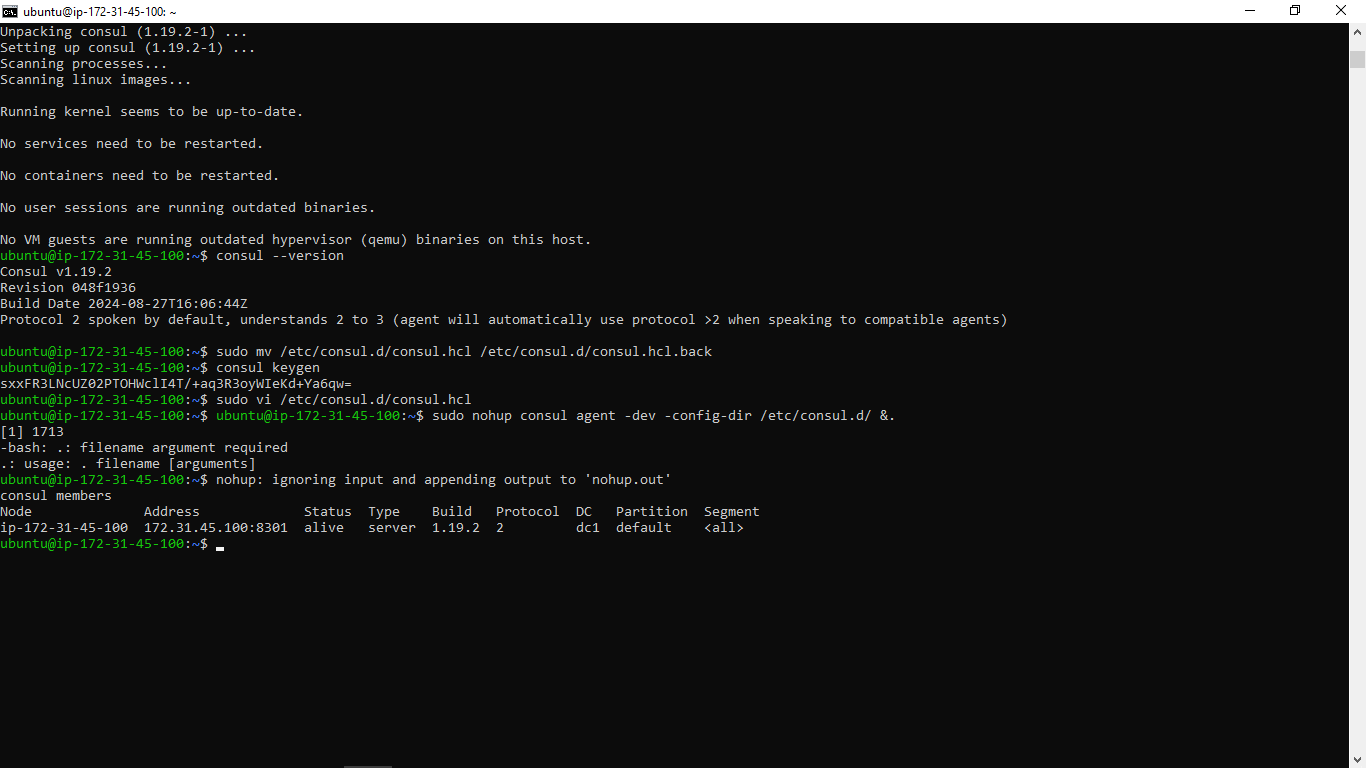 ubuntu@ip-172-31-45-100: ~
Unpacking consul (1.19.2-1) ...
Setting up consul (1.19.2-1) ...
Scanning processes...
Scanning linux images...
Running kernel seems to be up-to-date.
No services need to be restarted.
No containers need to be restarted.
No user sessions are running outdated binaries.
No VM guests are running outdated hypervisor (qemu) binaries on this host.
ubuntu@ip-172-31-45-100:~$ consul --version
Consul v1.19.2
Revision 048f1936
Build Date 2024-08-27T16:06:44Z
Protocol 2 spoken by default, understands 2 to 3 (agent will automatically use protocol >2 when speaking to compatible agents)
ubuntu@ip-172-31-45-100:~$ sudo mv /etc/consul.d/consul.hcl /etc/consul.d/consul.hcl.back
ubuntu@ip-172-31-45-100:~$ consul keygen
sxxFR3LNcUZ02PTOHWclI4T/+aq3R3oyWIeKd+Ya6qw=
ubuntu@ip-172-31-45-100:~$ sudo vi /etc/consul.d/consul.hcl
ubuntu@ip-172-31-45-100:~$ ubuntu@ip-172-31-45-100:~$ sudo nohup consul agent -dev -config-dir /etc/consul.d/ &.
[1] 1713
-bash: .: filename argument required
.: usage: . filename [arguments]
ubuntu@ip-172-31-45-100:~$ nohup: ignoring input and appending output to 'nohup.out'
consul members
Node Address Status Type Build Protocol DC Partition Segment
ip-172-31-45-100 172.31.45.100:8301 alive server 1.19.2 2 dc1 default <all>
ubuntu@ip-172-31-45-100:~$